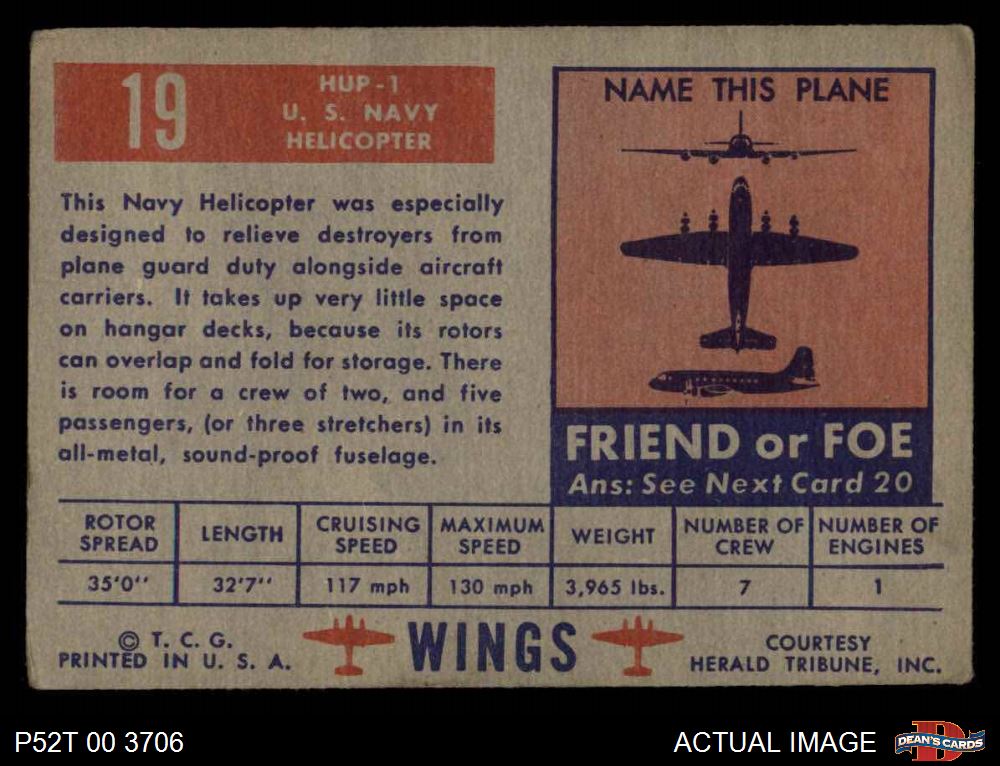 19
HUP-1
U. S. NAVY
HELICOPTER
This Navy Helicopter was especially
designed to relieve destroyers from
plane guard duty alongside aircraft
carriers. It takes up very little space
on hangar decks, because its rotors
can overlap and fold for storage. There
is room for a crew of two, and five
passengers, (or three stretchers) in its
all-metal, sound-proof fuselage.
NAME THIS PLANE
FRIEND or FOE
Ans: See Next Card 20
ROTOR SPREAD LENGTH CRUISING SPEED MAXIMUM SPEED WEIGHT NUMBER OF CREW NUMBER OF ENGINES
35'0'' 32'7'' 117 mph 130 mph 3,965 lbs. 7 1
© T. C. G.
PRINTED IN U. S. A.
WINGS
COURTESY
HERALD TRIBUNE, INC.
P52T 00 3706
ACTUAL IMAGE
DEAN'S CARDS